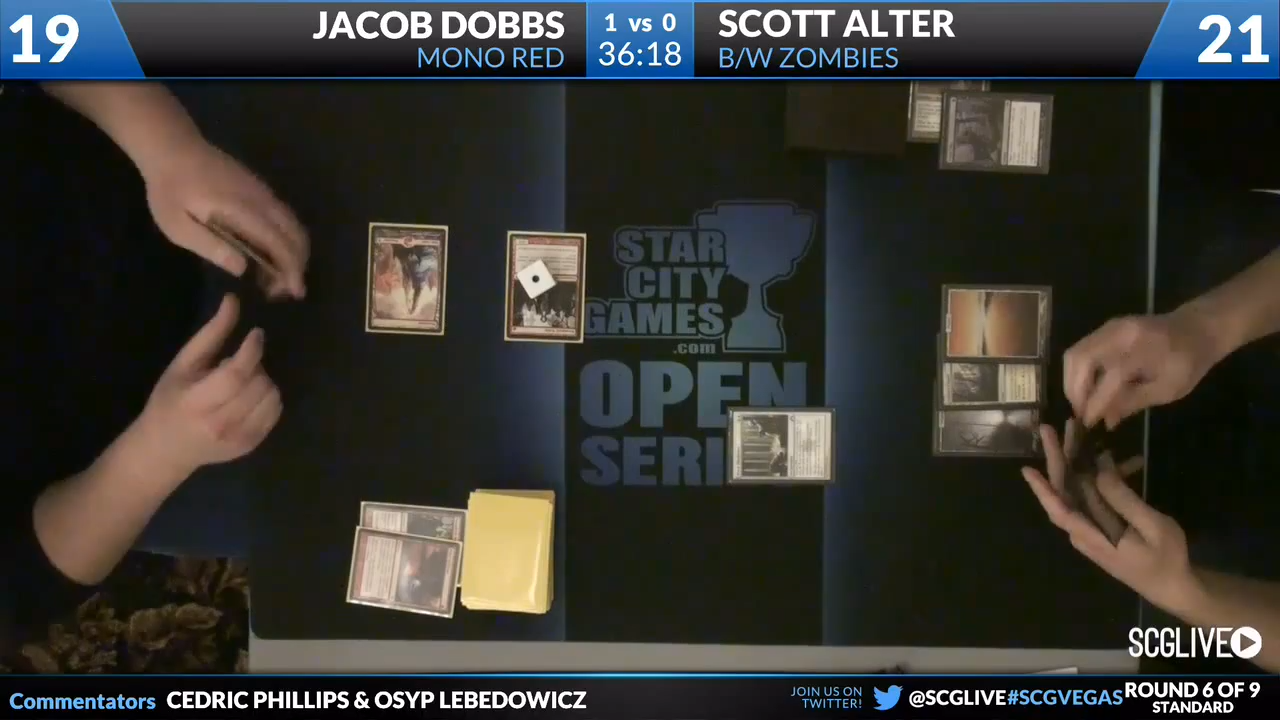 19
JACOB DOBBS
MONO RED
1 vs 0
36:18
SCOTT ALTER
B/W ZOMBIES
21
STAR
CITY
GAMES
.com
OPEN
SERI
SCGLIVE
Commentators CEDRIC PHILLIPS & OSYP LEBEDOWICZ
JOIN US ON
TWITTER!
@SCGLIVE#SCGVEGAS
ROUND 6 OF 9
STANDARD